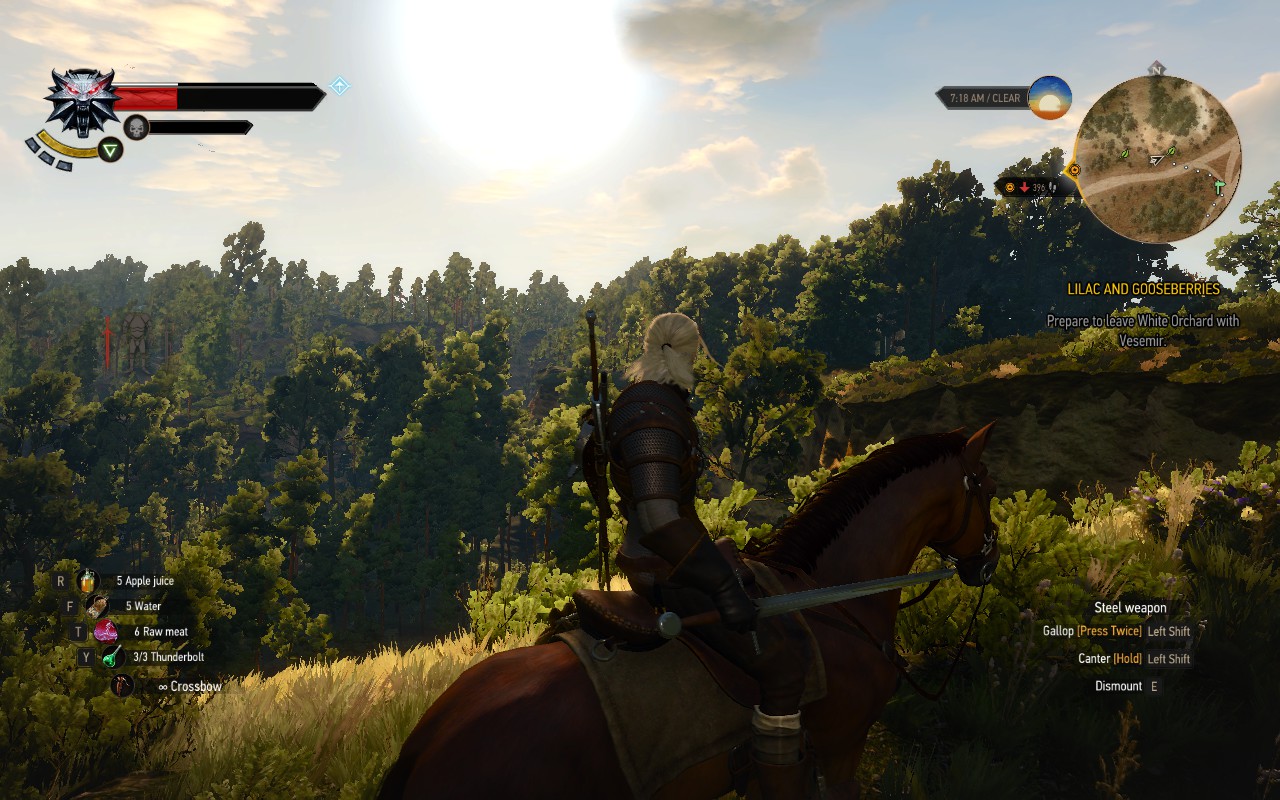 7:18 AM / CLEAR
N
396
LILAC AND GOOSEBERRIES
Prepare to leave White Orchard with
Vesemir.
R 5 Apple juice
F 5 Water
T 6 Raw meat
Y 3/3 Thunderbolt
∞ Crossbow
Steel weapon
Gallop [Press Twice] Left Shift
Canter [Hold] Left Shift
Dismount E